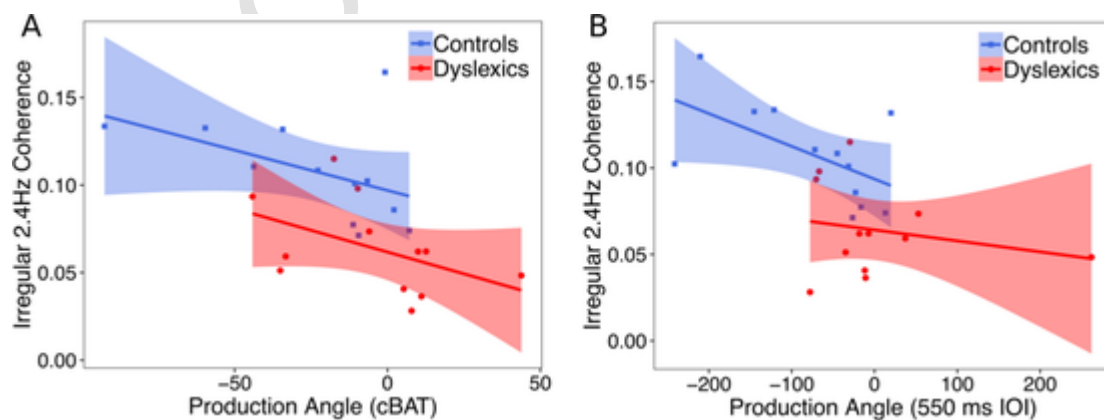 A
Controls
Dyslexics
Irregular 2.4Hz Coherence
0.15
0.10
0.05
0.00
−50
0
50
Production Angle (cBAT)
B
Controls
Dyslexics
Irregular 2.4Hz Coherence
0.15
0.10
0.05
0.00
−200
−100
0
100
200
Production Angle (550 ms IOI)